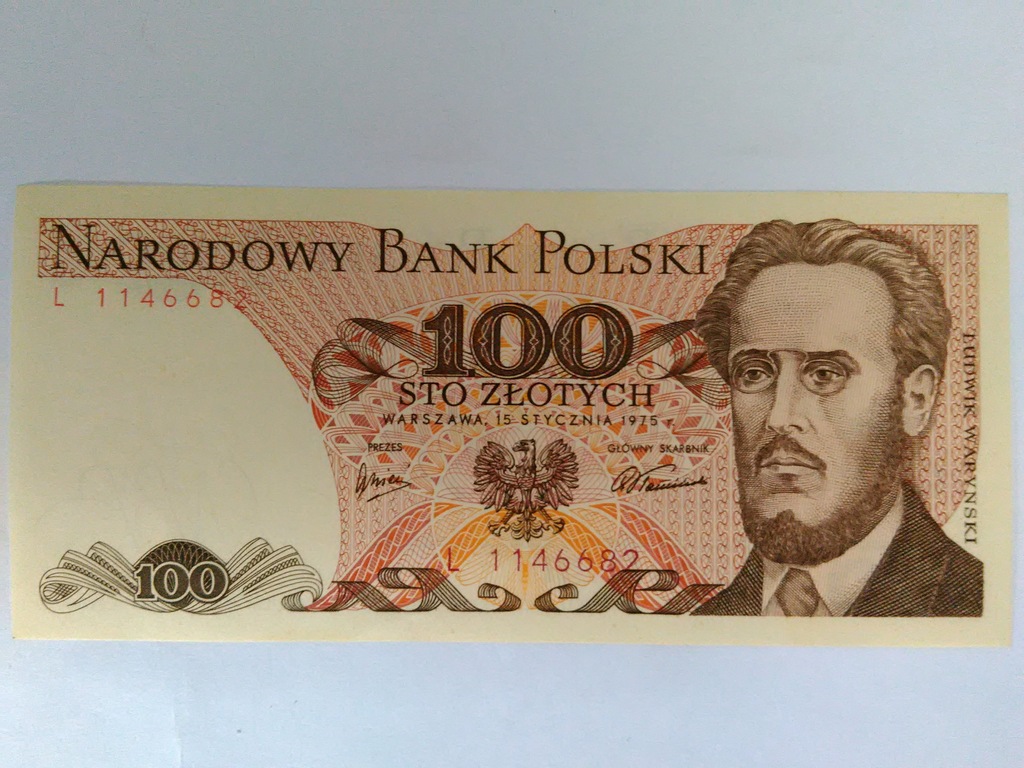 NARODOWY BANK POLSKI
L 1146682
100
STO ZŁOTYCH
WARSZAWA, 15 STYCZNIA 1975 r.
PREZES
GŁÓWNY SKARBNIK
L 1146682
100
LUDWIK WARYŃSKI